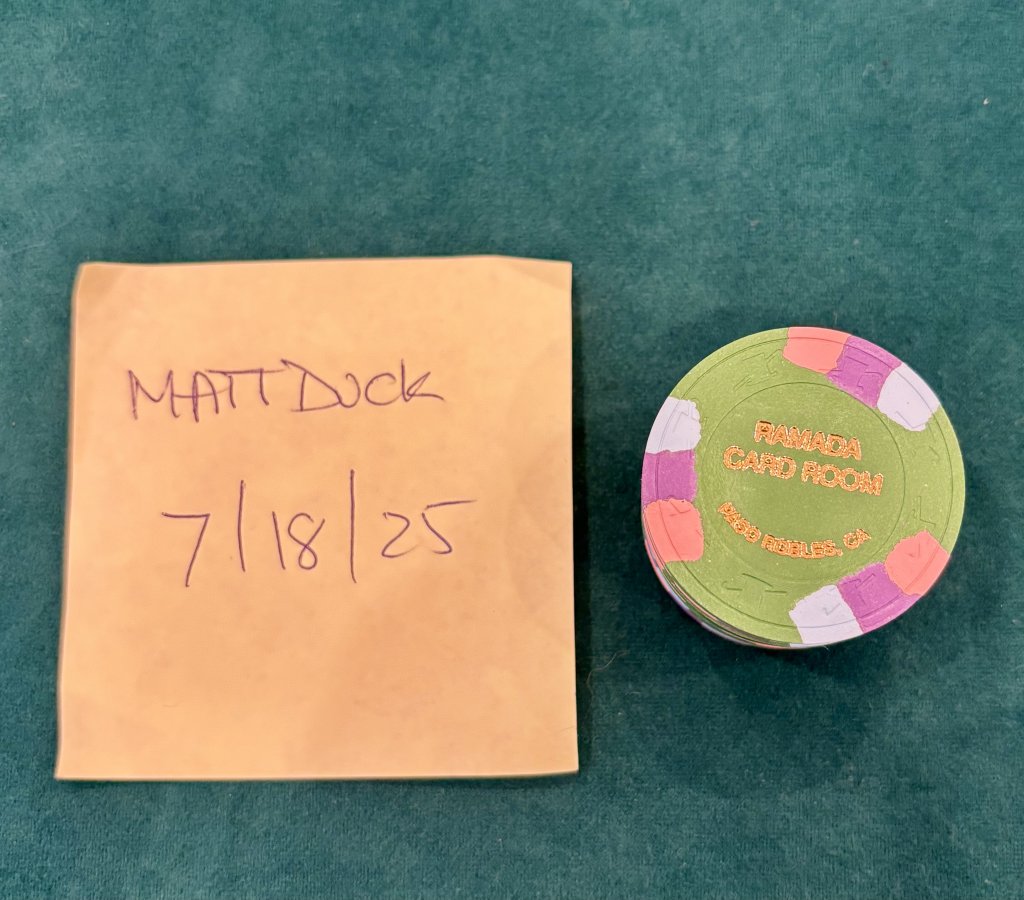 MATT DUCK
7/18/25
RAMADA
CARD ROOM
PASO ROBLES, CA